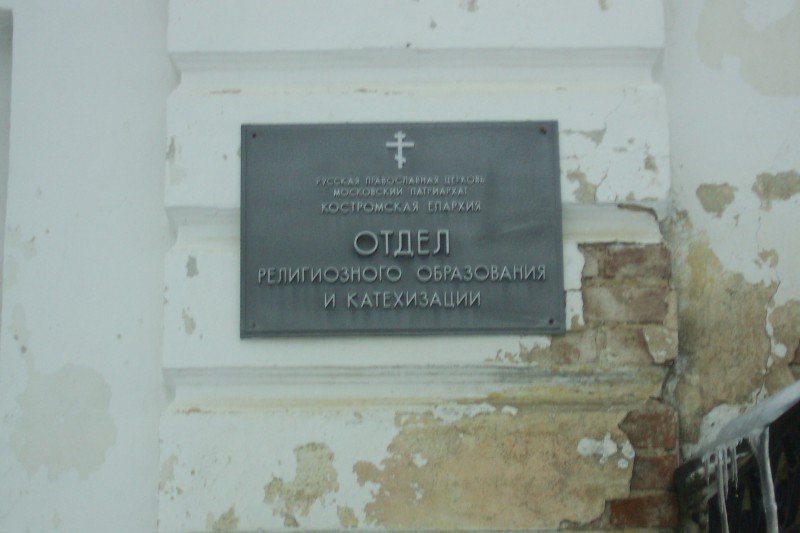 РУССКАЯ ПРАВОСЛАВНАЯ ЦЕРКОВЬ
МОСКОВСКИЙ ПАТРИАРХАТ
КОСТРОМСКАЯ ЕПАРХИЯ
ОТДЕЛ
РЕЛИГИОЗНОГО ОБРАЗОВАНИЯ
И КАТЕХИЗАЦИИ